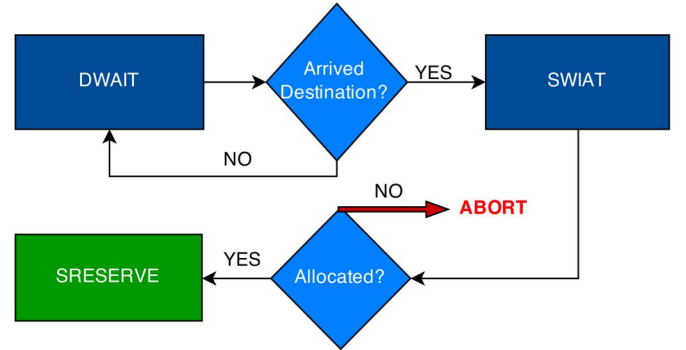 DWAIT
Arrived
Destination?
YES
SWIAT
NO
NO
ABORT
YES
SRESERVE
Allocated?